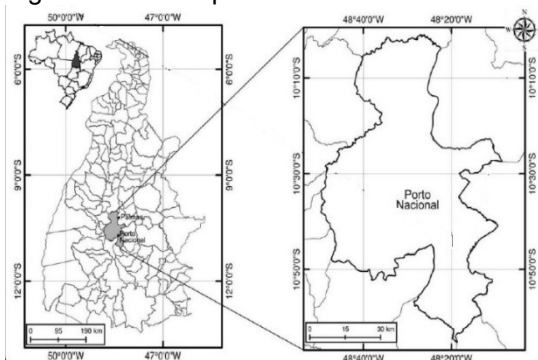 50°0'0"W
47°0'0"W
6°0'0"S
6°0'0"S
9°0'0"S
9°0'0"S
12°0'0"S
12°0'0"S
Palmas
Porto
Nacional
0 95 190 km
50°0'0"W
47°0'0"W
48°40'0"W
48°20'0"W
N
10°10'0"S
10°10'0"S
10°30'0"S
10°30'0"S
10°50'0"S
10°50'0"S
Porto
Nacional
0 15 30 km
48°40'0"W
48°20'0"W